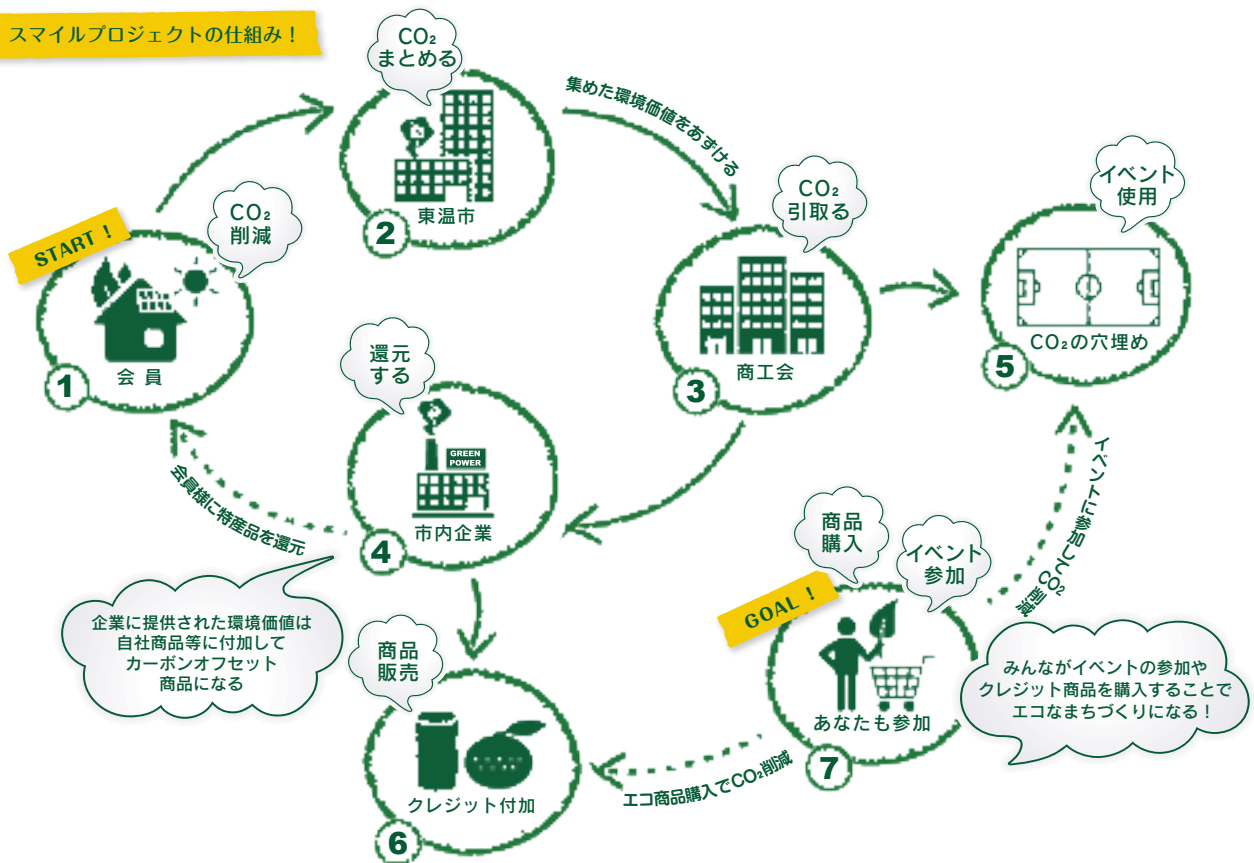 スマイルプロジェクトの仕組み！
START！
CO₂
削減
会 員
1
CO₂
まとめる
東温市
2
集めた環境価値をあずける
CO₂
引取る
商工会
3
還元
する
GREEN
POWER
市内企業
4
会員様に特産品を還元
企業に提供された環境価値は
自社商品等に付加して
カーボンオフセット
商品になる
イベント
使用
CO₂の穴埋め
5
商品
販売
クレジット付加
6
GOAL！
商品
購入
イベント
参加
あなたも参加
7
イベントに参加してCO₂削減
エコ商品購入でCO₂削減
みんながイベントの参加や
クレジット商品を購入することで
エコなまちづくりになる！